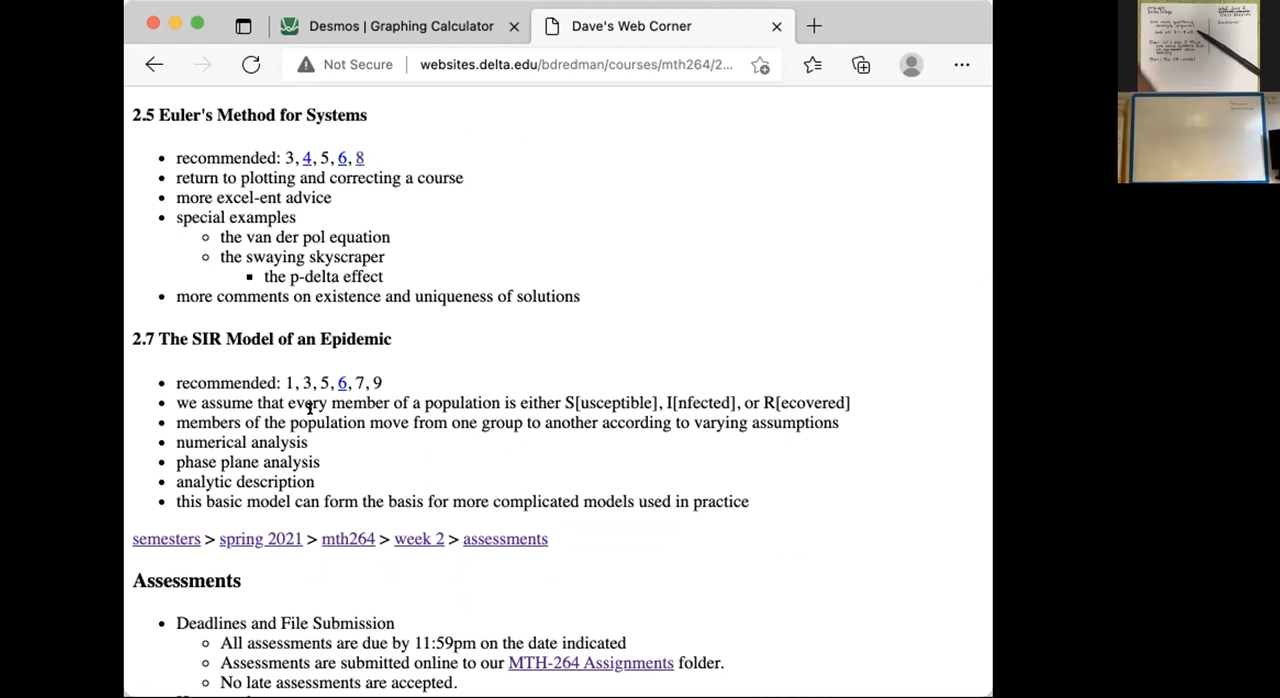 Desmos | Graphing Calculator
Dave's Web Corner
Not Secure
websites.delta.edu/bdredman/courses/mth264/2...
2.5 Euler's Method for Systems
recommended: 3, 4, 5, 6, 8
return to plotting and correcting a course
more excel-ent advice
special examples
the van der pol equation
the swaying skyscraper
the p-delta effect
more comments on existence and uniqueness of solutions
2.7 The SIR Model of an Epidemic
recommended: 1, 3, 5, 6, 7, 9
we assume that every member of a population is either S[usceptible], I[nfected], or R[ecovered]
members of the population move from one group to another according to varying assumptions
numerical analysis
phase plane analysis
analytic description
this basic model can form the basis for more complicated models used in practice
semesters > spring 2021 > mth264 > week 2 > assessments
Assessments
Deadlines and File Submission
All assessments are due by 11:59pm on the date indicated
Assessments are submitted online to our MTH-264 Assignments folder.
No late assessments are accepted.